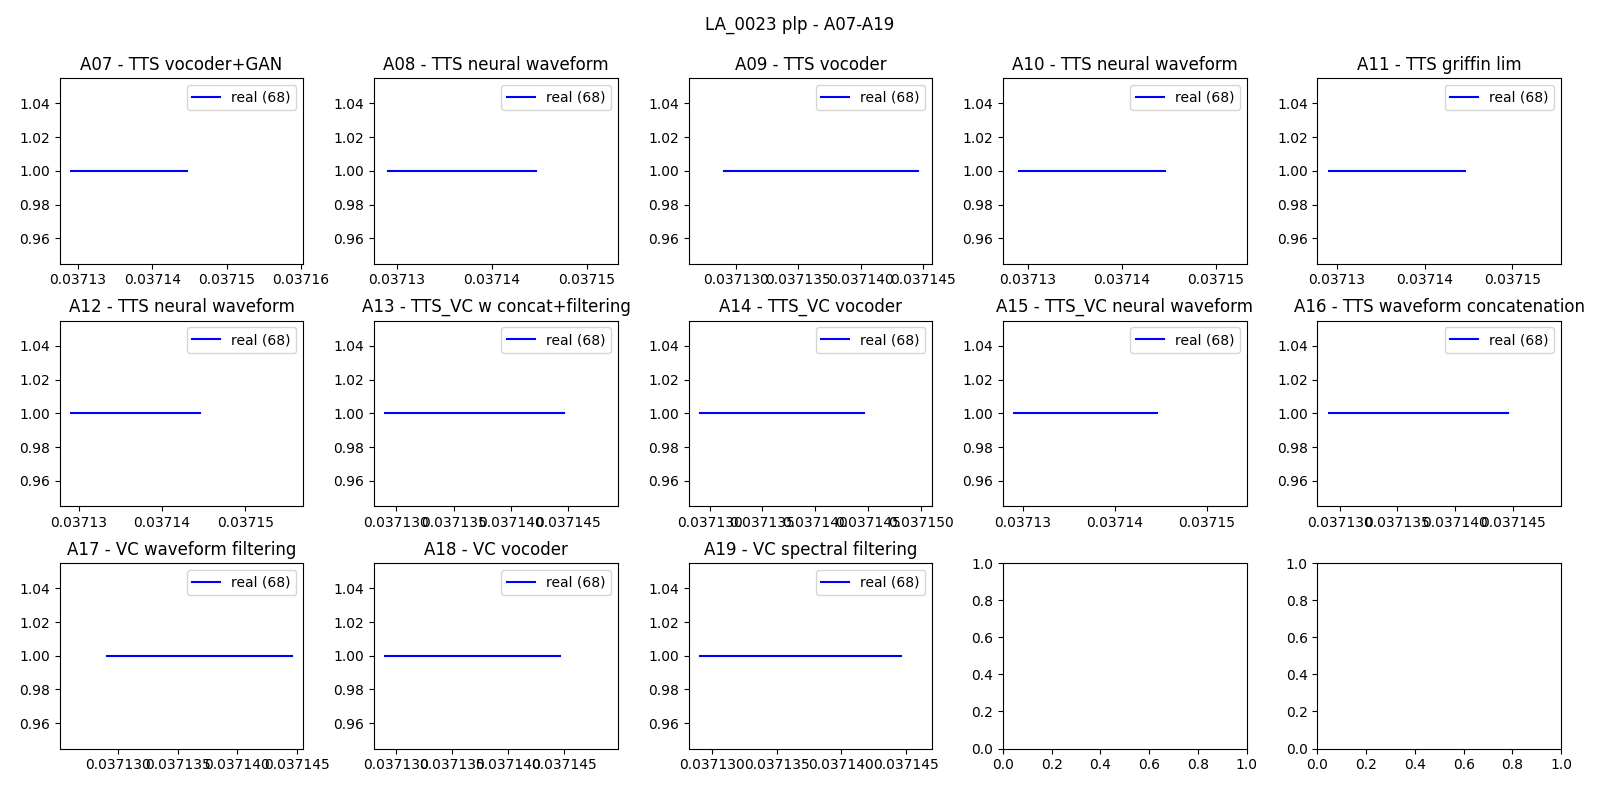 LA_0023 plp - A07-A19
A07 - TTS vocoder+GAN
A08 - TTS neural waveform
A09 - TTS vocoder
A10 - TTS neural waveform
A11 - TTS griffin lim
real (68)
real (68)
real (68)
real (68)
real (68)
1.04 1.04 1.04 1.04 1.04
1.02 1.02 1.02 1.02 1.02
1.00 1.00 1.00 1.00 1.00
0.98 0.98 0.98 0.98 0.98
0.96 0.96 0.96 0.96 0.96
0.03713 0.03714 0.03715 0.03716
0.03713 0.03714 0.03715
0.037130 0.037135 0.037140 0.037145
0.03713 0.03714 0.03715
0.03713 0.03714 0.03715
A12 - TTS neural waveform
A13 - TTS_VC w concat+filtering
A14 - TTS_VC vocoder
A15 - TTS_VC neural waveform
A16 - TTS waveform concatenation
real (68)
real (68)
real (68)
real (68)
real (68)
1.04 1.04 1.04 1.04 1.04
1.02 1.02 1.02 1.02 1.02
1.00 1.00 1.00 1.00 1.00
0.98 0.98 0.98 0.98 0.98
0.96 0.96 0.96 0.96 0.96
0.03713 0.03714 0.03715
0.037130 0.037135 0.037140 0.037145
0.037130 0.037135 0.037140 0.037145 0.037150
0.03713 0.03714 0.03715
0.037130 0.037135 0.037140 0.037145
A17 - VC waveform filtering
A18 - VC vocoder
A19 - VC spectral filtering
real (68)
real (68)
real (68)
1.04 1.04 1.04 1.0 1.0
1.02 1.02 1.02 0.8 0.8
1.00 1.00 1.00 0.6 0.6
0.98 0.98 0.98 0.4 0.4
0.96 0.96 0.96 0.2 0.2
0.0 0.0
0.037130 0.037135 0.037140 0.037145
0.037130 0.037135 0.037140 0.037145
0.037130 0.037135 0.037140 0.037145
0.0 0.2 0.4 0.6 0.8 1.0
0.0 0.2 0.4 0.6 0.8 1.0